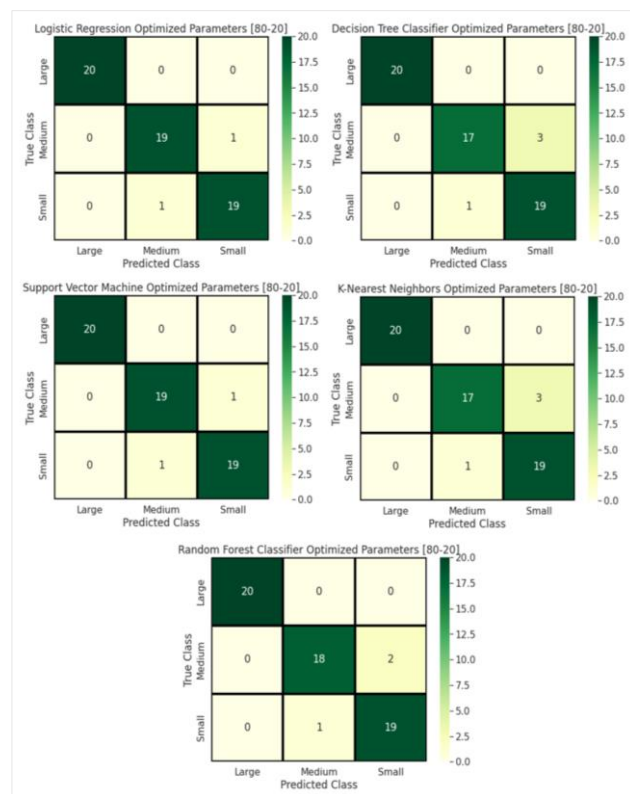 Logistic Regression Optimized Parameters [80-20]
20.0
17.5
15.0
12.5
10.0
7.5
5.0
2.5
0.0
True Class
Large
Medium
Small
20 0 0
0 19 1
0 1 19
Large Medium Small
Predicted Class
Decision Tree Classifier Optimized Parameters [80-20]
20.0
17.5
15.0
12.5
10.0
7.5
5.0
2.5
0.0
True Class
Large
Medium
Small
20 0 0
0 17 3
0 1 19
Large Medium Small
Predicted Class
Support Vector Machine Optimized Parameters [80-20]
20.0
17.5
15.0
12.5
10.0
7.5
5.0
2.5
0.0
True Class
Large
Medium
Small
20 0 0
0 19 1
0 1 19
Large Medium Small
Predicted Class
K-Nearest Neighbors Optimized Parameters [80-20]
20.0
17.5
15.0
12.5
10.0
7.5
5.0
2.5
0.0
True Class
Large
Medium
Small
20 0 0
0 17 3
0 1 19
Large Medium Small
Predicted Class
Random Forest Classifier Optimized Parameters [80-20]
20.0
17.5
15.0
12.5
10.0
7.5
5.0
2.5
0.0
True Class
Large
Medium
Small
20 0 0
0 18 2
0 1 19
Large Medium Small
Predicted Class